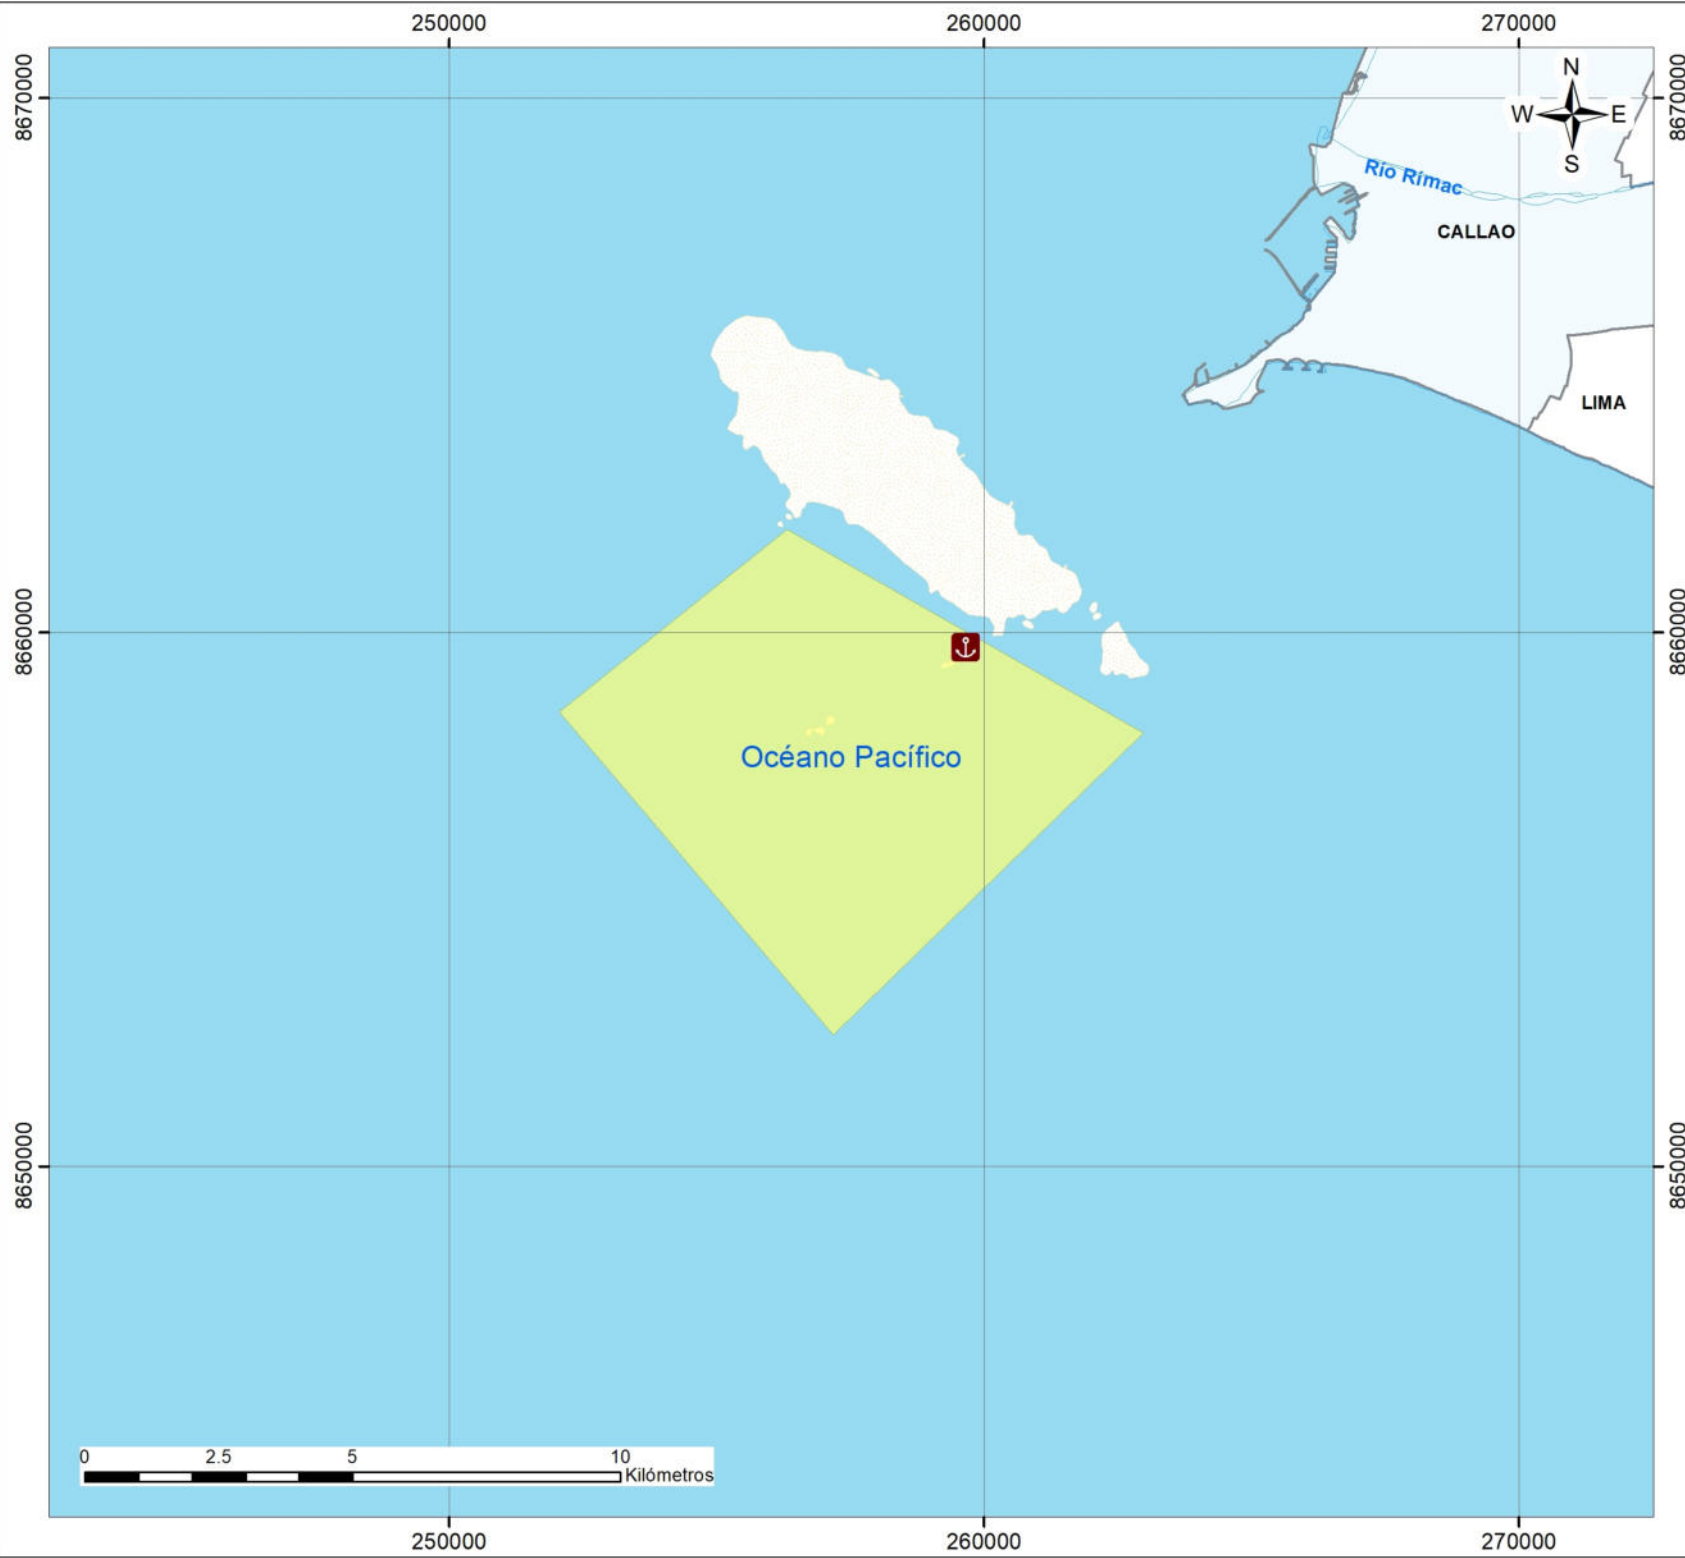 250000 260000 270000
8670000 8670000
N
W E
S
Río Rímac
CALLAO
LIMA
8660000 8660000
Océano Pacífico
8650000 8650000
0 2.5 5 10
Kilómetros
250000 260000 270000